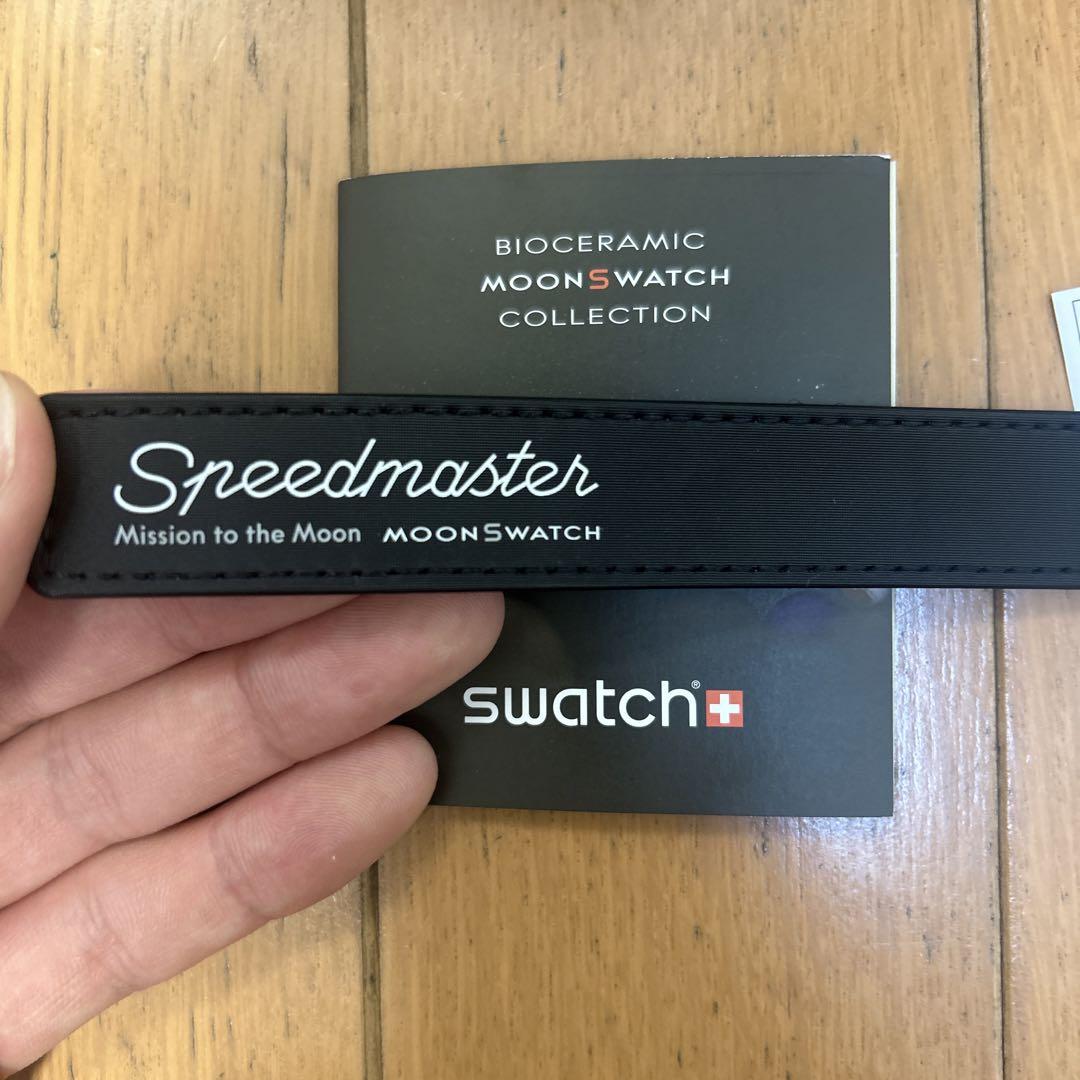 BIOCERAMIC
MOONSWATCH
COLLECTION
Speedmaster
Mission to the Moon MOONSWATCH
swatch®